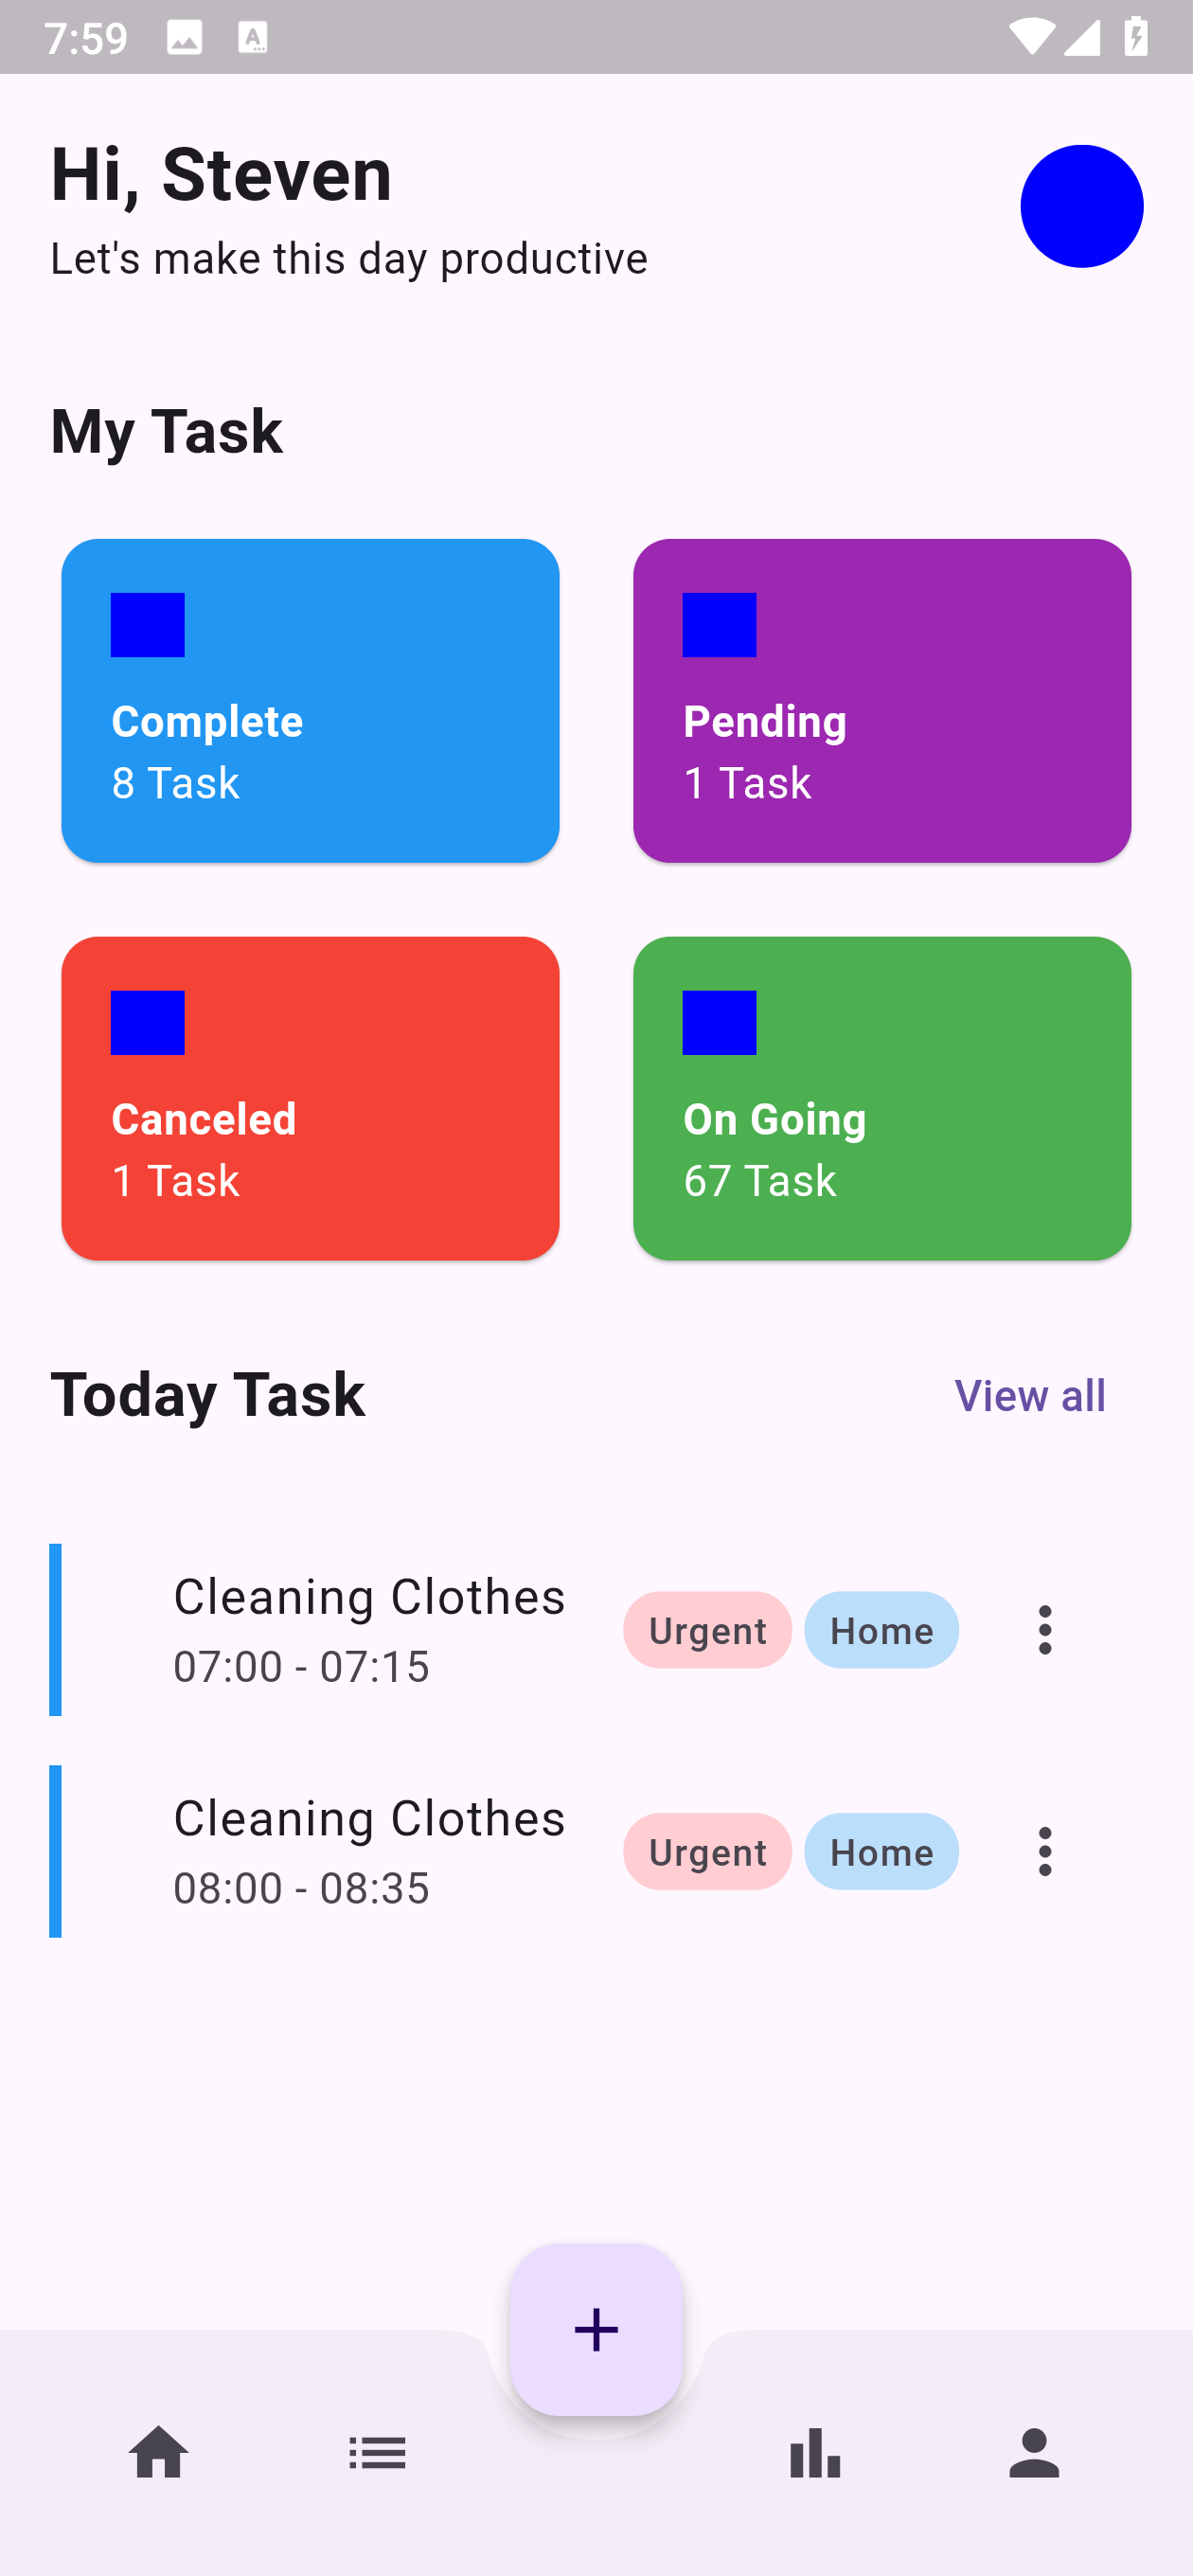 7:59
Hi, Steven
Let's make this day productive
My Task
Complete
8 Task
Pending
1 Task
Canceled
1 Task
On Going
67 Task
Today Task
View all
Cleaning Clothes
07:00 - 07:15
Urgent
Home
Cleaning Clothes
08:00 - 08:35
Urgent
Home